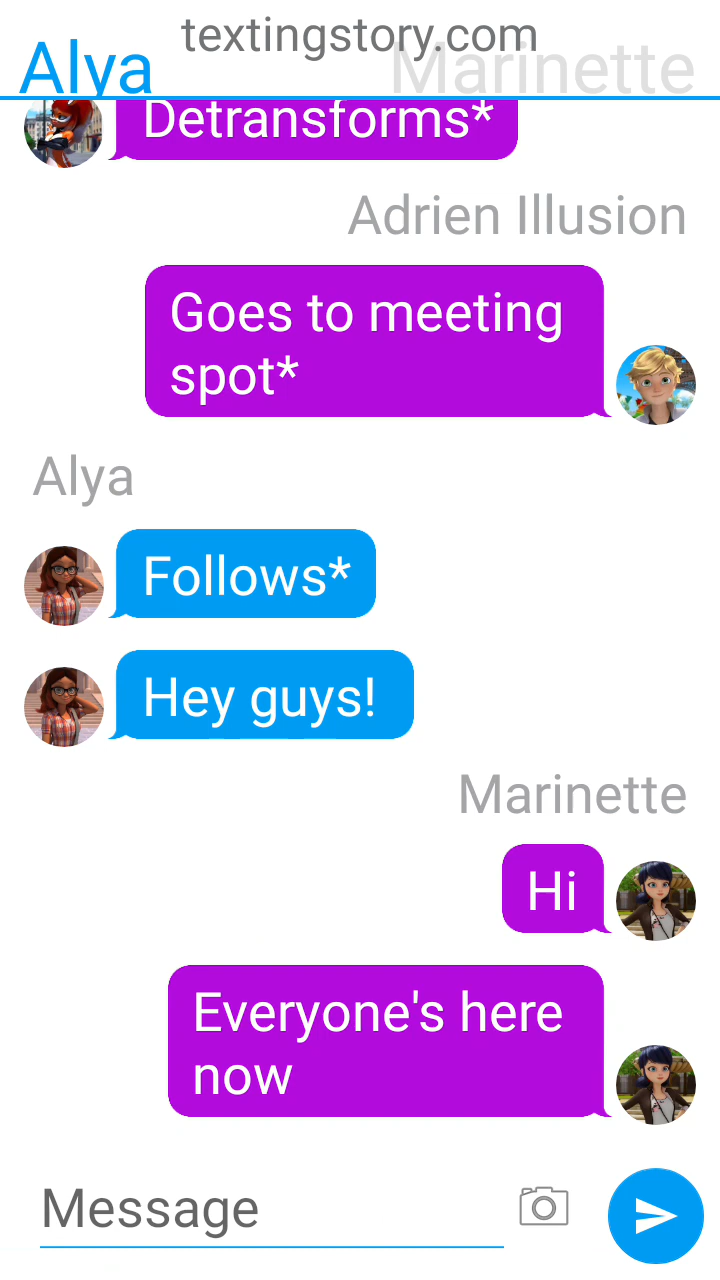 textingstory.com
Alya
Marinette
Detransforms*
Adrien Illusion
Goes to meeting
spot*
Alya
Follows*
Hey guys!
Marinette
Hi
Everyone's here
now
Message